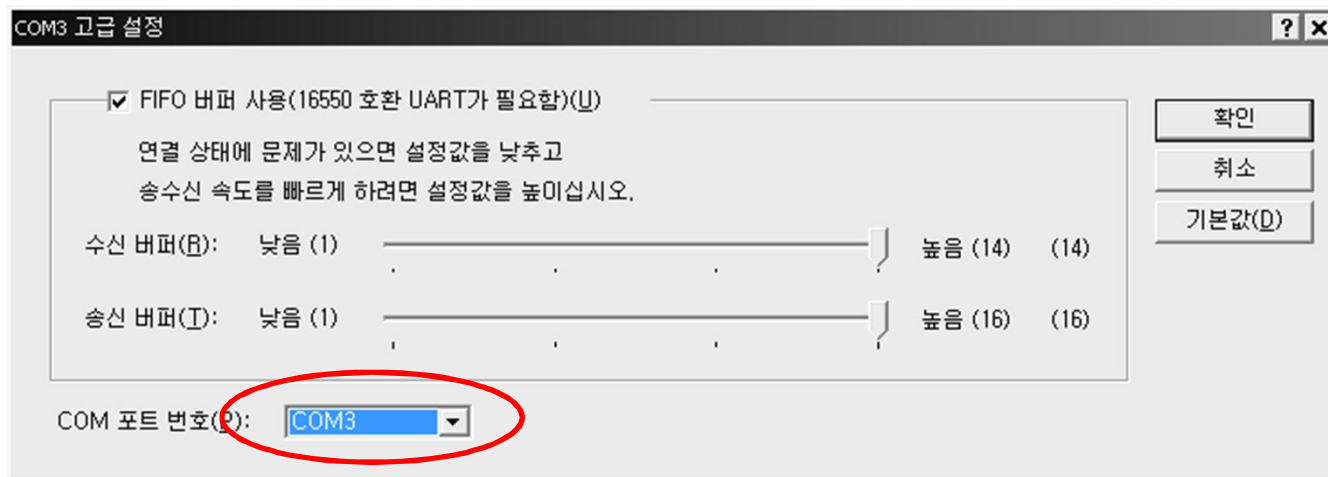 COM3 고급 설정
FIFO 버퍼 사용(16550 호환 UART가 필요함)(U)
연결 상태에 문제가 있으면 설정값을 낮추고
송수신 속도를 빠르게 하려면 설정값을 높이십시오.
수신 버퍼(R): 낮음 (1) 높음 (14) (14)
송신 버퍼(T): 낮음 (1) 높음 (16) (16)
COM 포트 번호(P): COM3
확인
취소
기본값(D)